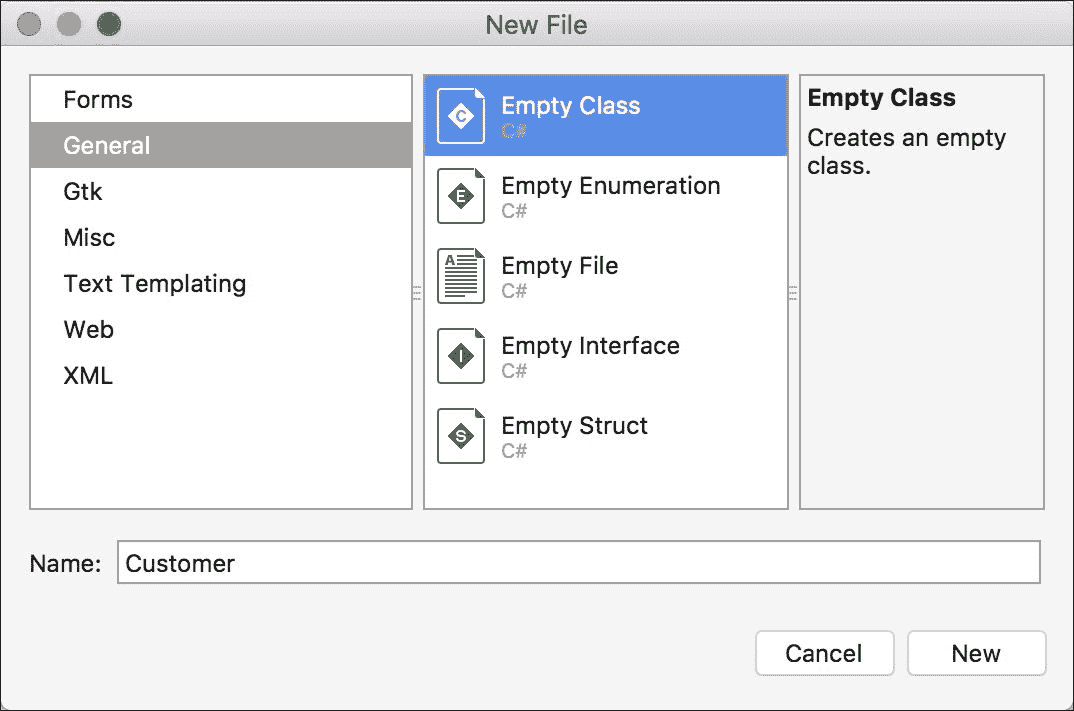 New File
Forms
General
Gtk
Misc
Text Templating
Web
XML
C
Empty Class
C#
E
Empty Enumeration
C#
A
Empty File
C#
I
Empty Interface
C#
S
Empty Struct
C#
Empty Class
Creates an empty
class.
Name:
Customer
Cancel
New